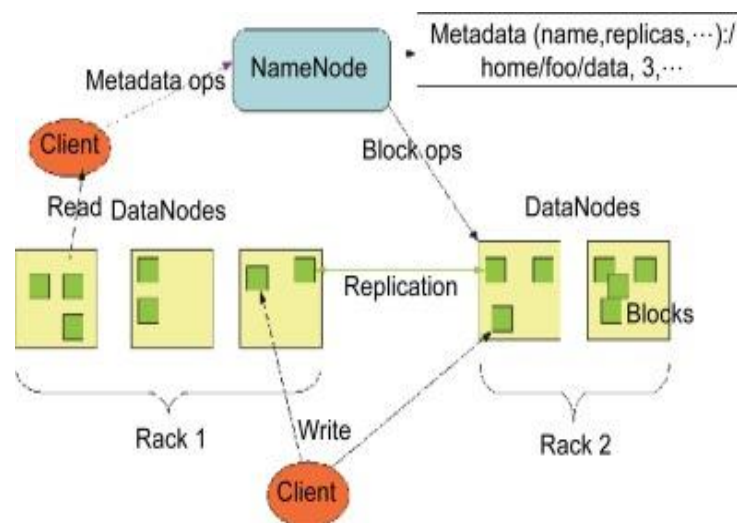 Metadata (name,replicas,⋯):/
home/foo/data, 3,⋯
NameNode
Metadata ops
Client
Block ops
Read
DataNodes
DataNodes
Replication
Blocks
Rack 1
Write
Rack 2
Client